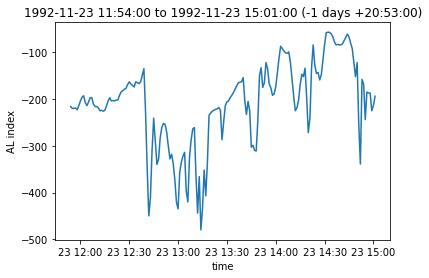 1992-11-23 11:54:00 to 1992-11-23 15:01:00 (-1 days +20:53:00)
−100
−200
−300
−400
−500
AL index
23 12:00 23 12:30 23 13:00 23 13:30 23 14:00 23 14:30 23 15:00
time